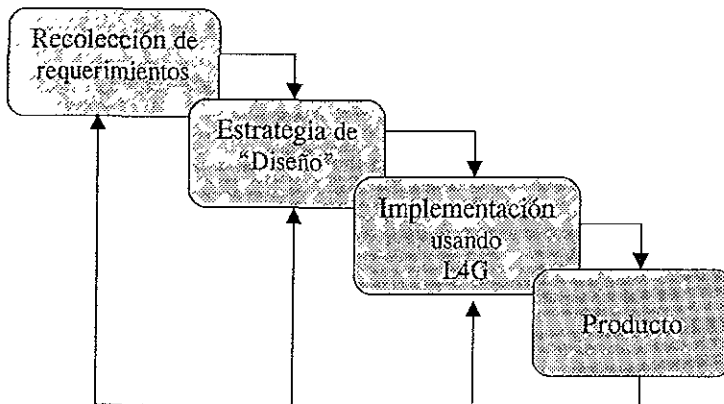 Recolección de
requerimientos
Estrategia de
“Diseño”
Implementación
usando
L4G
Producto